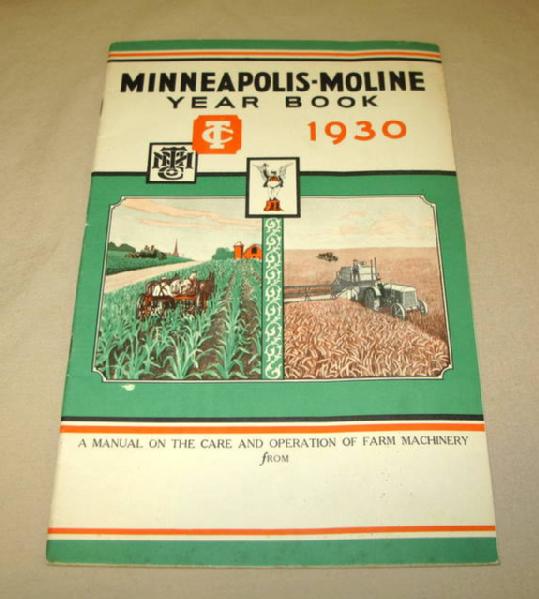 MINNEAPOLIS-MOLINE
YEAR BOOK
TC
1930
A MANUAL ON THE CARE AND OPERATION OF FARM MACHINERY
fROM